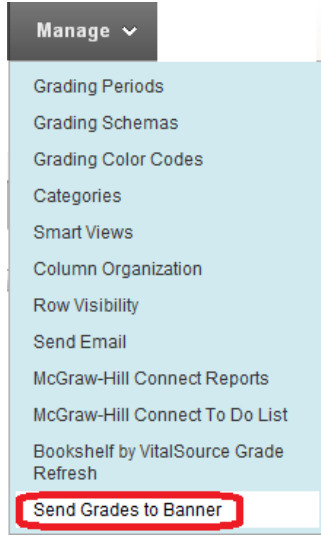 Manage
Grading Periods
Grading Schemas
Grading Color Codes
Categories
Smart Views
Column Organization
Row Visibility
Send Email
McGraw-Hill Connect Reports
McGraw-Hill Connect To Do List
Bookshelf by VitalSource Grade
Refresh
Send Grades to Banner